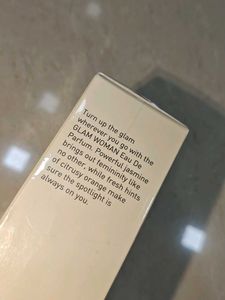 Turn up the glam
wherever you go with the
GLAM WOMAN Eau De
Parfum. Powerful jasmine
brings out femininity like
no other- while fresh hints
of citrusy orange make
sure the spotlight is
always on you.